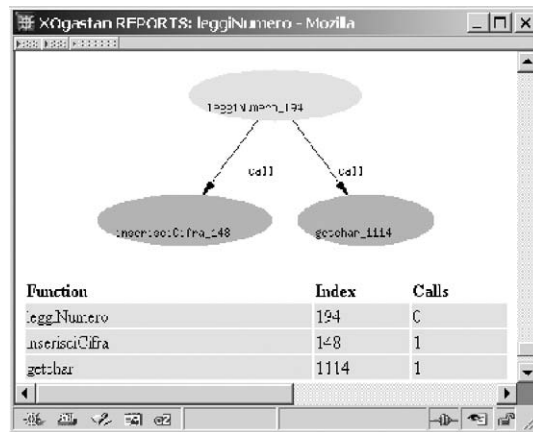 XOgastan REPORTS: leggiNumero - Mozilla
leggiNumero_194
call call
inserisciCifra_148 getchar_1114
Function Index Calls
leggiNumero 194 0
inserisciCifra 148 1
getchar 1114 1